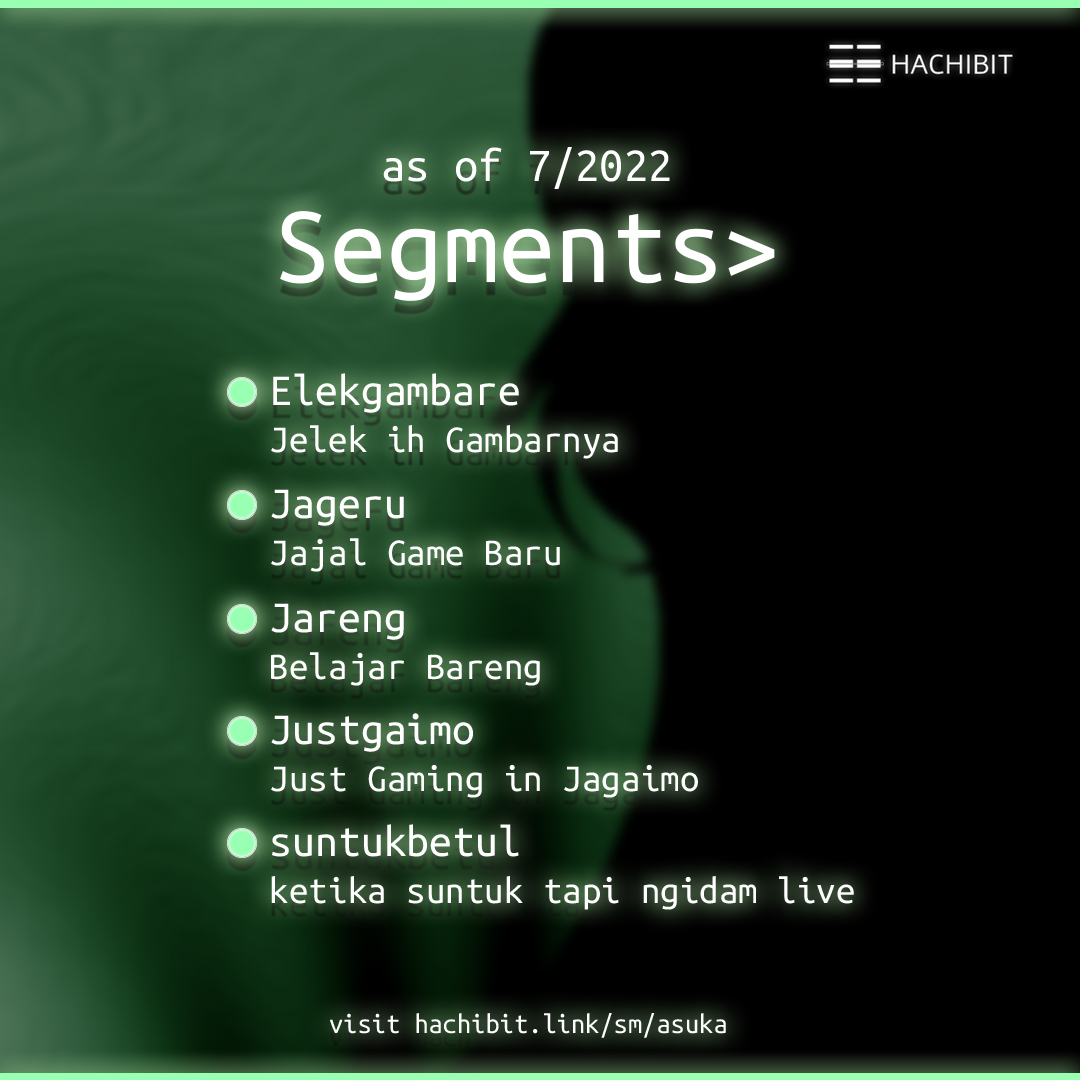 HACHIBIT
as of 7/2022
Segments>
Elekgambare
Jelek ih Gambarnya
Jageru
Jajal Game Baru
Jareng
Belajar Bareng
Justgaimo
Just Gaming in Jagaimo
suntukbetul
ketika suntuk tapi ngidam live
visit hachibit.link/sm/asuka